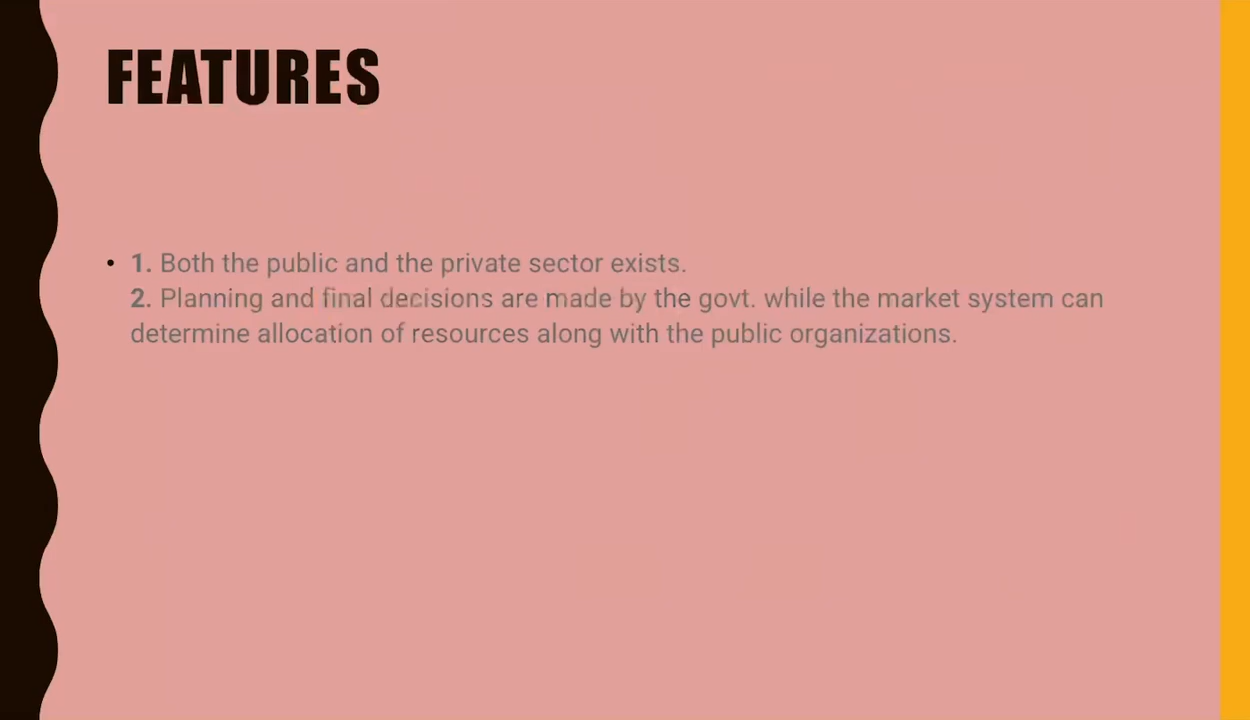 FEATURES
• 1. Both the public and the private sector exists.
2. Planning and final decisions are made by the govt. while the market system can
determine allocation of resources along with the public organizations.